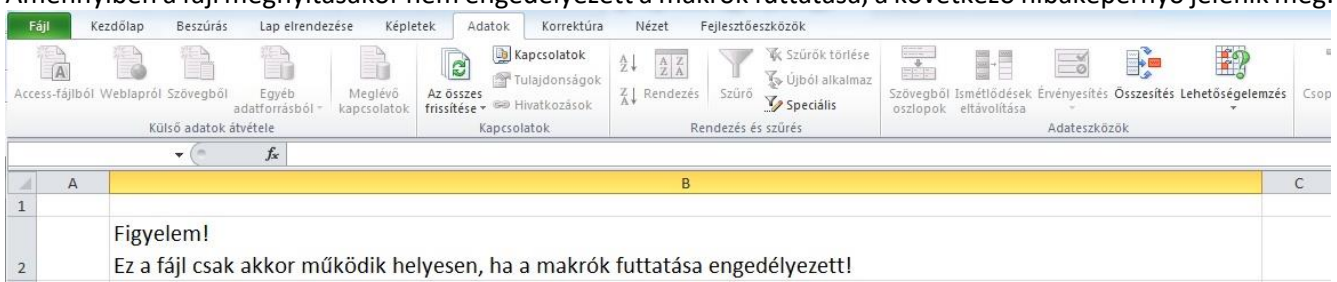 Amennyiben a fájl megnyitásakor nem engedélyezett a makrók futtatása, a következő hibaképernyő jelenik meg:
Fájl Kezdőlap Beszúrás Lap elrendezése Képletek Adatok Korrektúra Nézet Fejlesztőeszközök
Access-fájlból Weblapról Szövegből Egyéb adatforrásból Meglévő kapcsolatok
Külső adatok átvétele
Az összes frissítése Kapcsolatok Tulajdonságok Hivatkozások
Kapcsolatok
Rendezés Szűrő Szűrők törlése Újból alkalmaz Speciális
Rendezés és szűrés
Szövegből oszlopok Ismétlődések eltávolítása Érvényesítés Összesítés Lehetőségelemzés
Adateszközök
Csop
fx
A B C
1
2
Figyelem!
Ez a fájl csak akkor működik helyesen, ha a makrók futtatása engedélyezett!